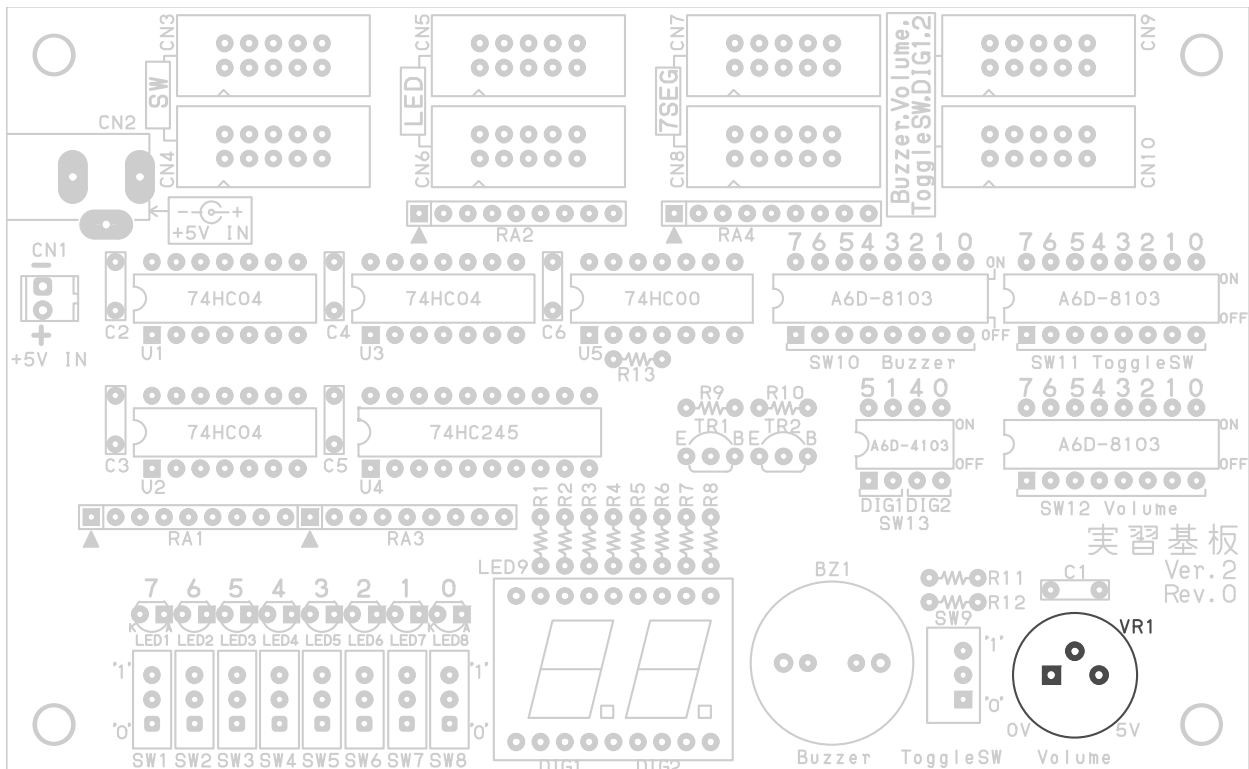 CN3
SW
CN4
CN5
LED
CN6
CN7
7SEG
CN8
Buzzer,Volume,
ToggleSW,DIG1,2
CN9
CN10
CN2
- +
+5V IN
CN1
-
+
+5V IN
RA2
RA4
C2
74HC04
U1
C4
74HC04
U3
C6
74HC00
U5
R13
7 6 5 4 3 2 1 0
A6D-8103
ON
OFF
SW10 Buzzer
7 6 5 4 3 2 1 0
A6D-8103
ON
OFF
SW11 ToggleSW
C3
74HC04
U2
C5
74HC245
U4
R9
TR1
E B
R10
TR2
E B
5 1 4 0
A6D-4103
ON
OFF
DIG1 DIG2
SW13
7 6 5 4 3 2 1 0
A6D-8103
ON
OFF
SW12 Volume
RA1
RA3
R1
R2
R3
R4
R5
R6
R7
R8
LED9
実習基板
Ver.2
Rev.0
7 6 5 4 3 2 1 0
K A
K A
LED1 LED2 LED3 LED4 LED5 LED6 LED7 LED8
'1' '1'
'0' '0'
SW1 SW2 SW3 SW4 SW5 SW6 SW7 SW8
DIG1 DIG2
BZ1
Buzzer
R11
R12
SW9
'1'
'0'
ToggleSW
C1
VR1
0V 5V
Volume